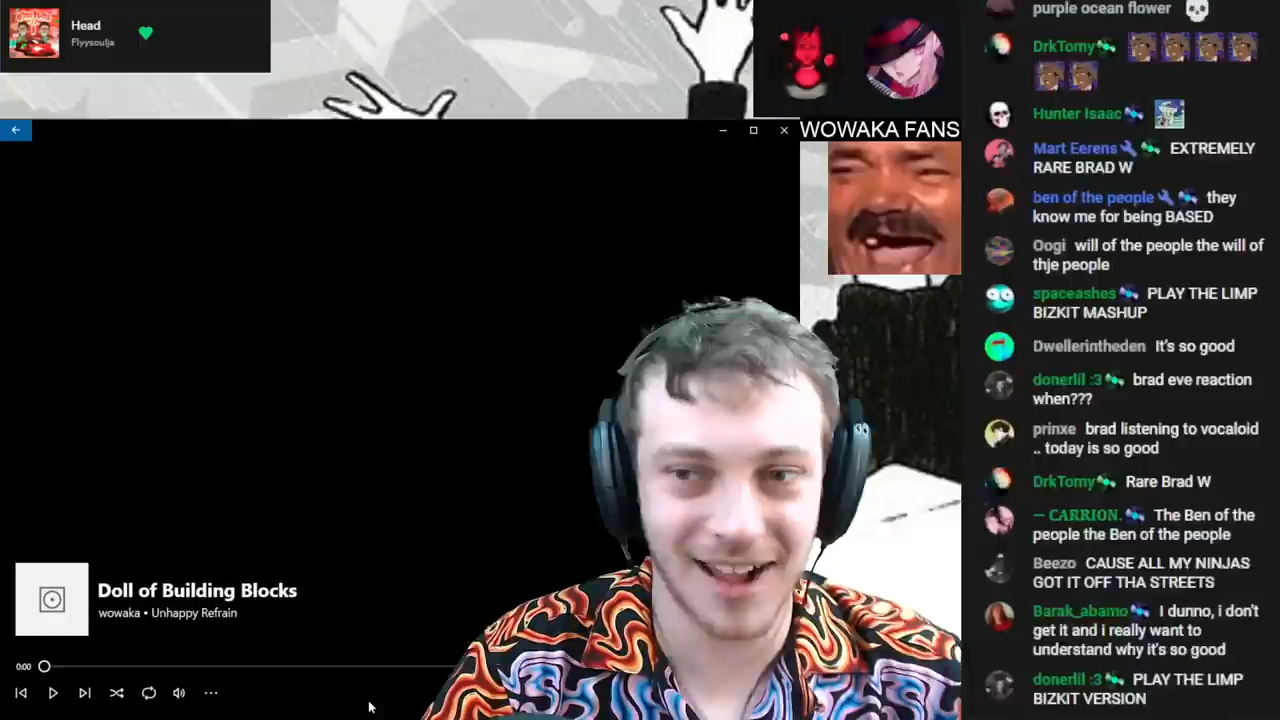 Head
Flyysoulja
WOWAKA FANS
Doll of Building Blocks
wowaka • Unhappy Refrain
0:00
purple ocean flower
DrkTomy
Hunter Isaac
Mart Eerens EXTREMELY
RARE BRAD W
ben of the people they
know me for being BASED
Oogi will of the people the will of
thje people
spaceashes PLAY THE LIMP
BIZKIT MASHUP
Dwellerintheden It's so good
donerlil :3 brad eve reaction
when???
prinxe brad listening to vocaloid
.. today is so good
DrkTomy Rare Brad W
– CARRION. The Ben of the
people the Ben of the people
Beezo CAUSE ALL MY NINJAS
GOT IT OFF THA STREETS
Barak_abamo I dunno, i don't
get it and i really want to
understand why it's so good
donerlil :3 PLAY THE LIMP
BIZKIT VERSION